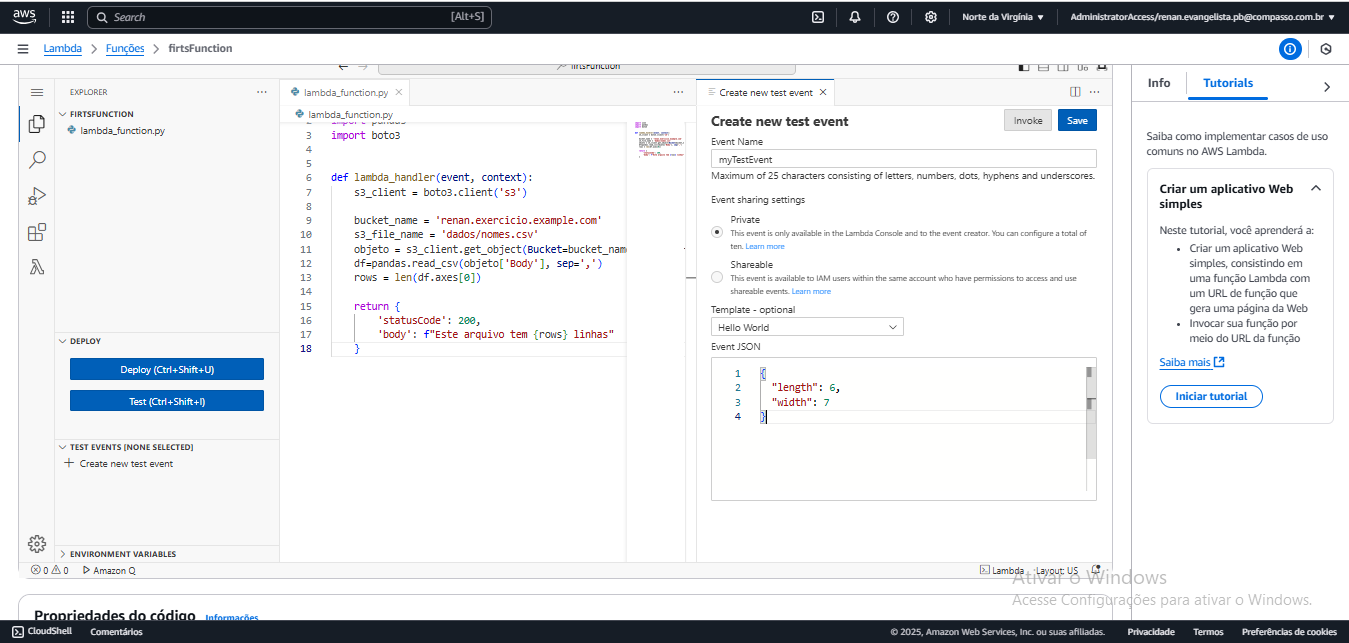 aws
Search
[Alt+S]
Norte da Virgínia ▼
AdministratorAccess/renan.evangelista.pb@compasso.com.br ▼
Lambda > Funções > firtsFunction
firtsFunction
EXPLORER
FIRTSFUNCTION
lambda_function.py
DEPLOY
Deploy (Ctrl+Shift+U)
Test (Ctrl+Shift+I)
TEST EVENTS [NONE SELECTED]
+ Create new test event
ENVIRONMENT VARIABLES
0 0 Amazon Q
lambda_function.py
lambda_function.py
import pandas
3 import boto3
4
5
6 def lambda_handler(event, context):
7 s3_client = boto3.client('s3')
8
9 bucket_name = 'renan.exercicio.example.com'
10 s3_file_name = 'dados/nomes.csv'
11 objeto = s3_client.get_object(Bucket=bucket_name
12 df=pandas.read_csv(objeto['Body'], sep=',')
13 rows = len(df.axes[0])
14
15 return {
16 'statusCode': 200,
17 'body': f"Este arquivo tem {rows} linhas"
18 }
Create new test event
Create new test event
Invoke
Save
Event Name
myTestEvent
Maximum of 25 characters consisting of letters, numbers, dots, hyphens and underscores.
Event sharing settings
Private
This event is only available in the Lambda Console and to the event creator. You can configure a total of
ten. Learn more
Shareable
This event is available to IAM users within the same account who have permissions to access and use
shareable events. Learn more
Template - optional
Hello World
Event JSON
1 {
2 "length": 6,
3 "width": 7
4 }
Lambda
Layout: US
Info
Tutorials
Saiba como implementar casos de uso
comuns no AWS Lambda.
Criar um aplicativo Web
simples
Neste tutorial, você aprenderá a:
• Criar um aplicativo Web
simples, consistindo em
uma função Lambda com
um URL de função que
gera uma página da Web
• Invocar sua função por
meio do URL da função
Saiba mais
Iniciar tutorial
Ativar o Windows
Acesse Configurações para ativar o Windows.
Propriedades do código Informações
CloudShell
Comentários
© 2025, Amazon Web Services, Inc. ou suas afiliadas.
Privacidade
Termos
Preferências de cookies